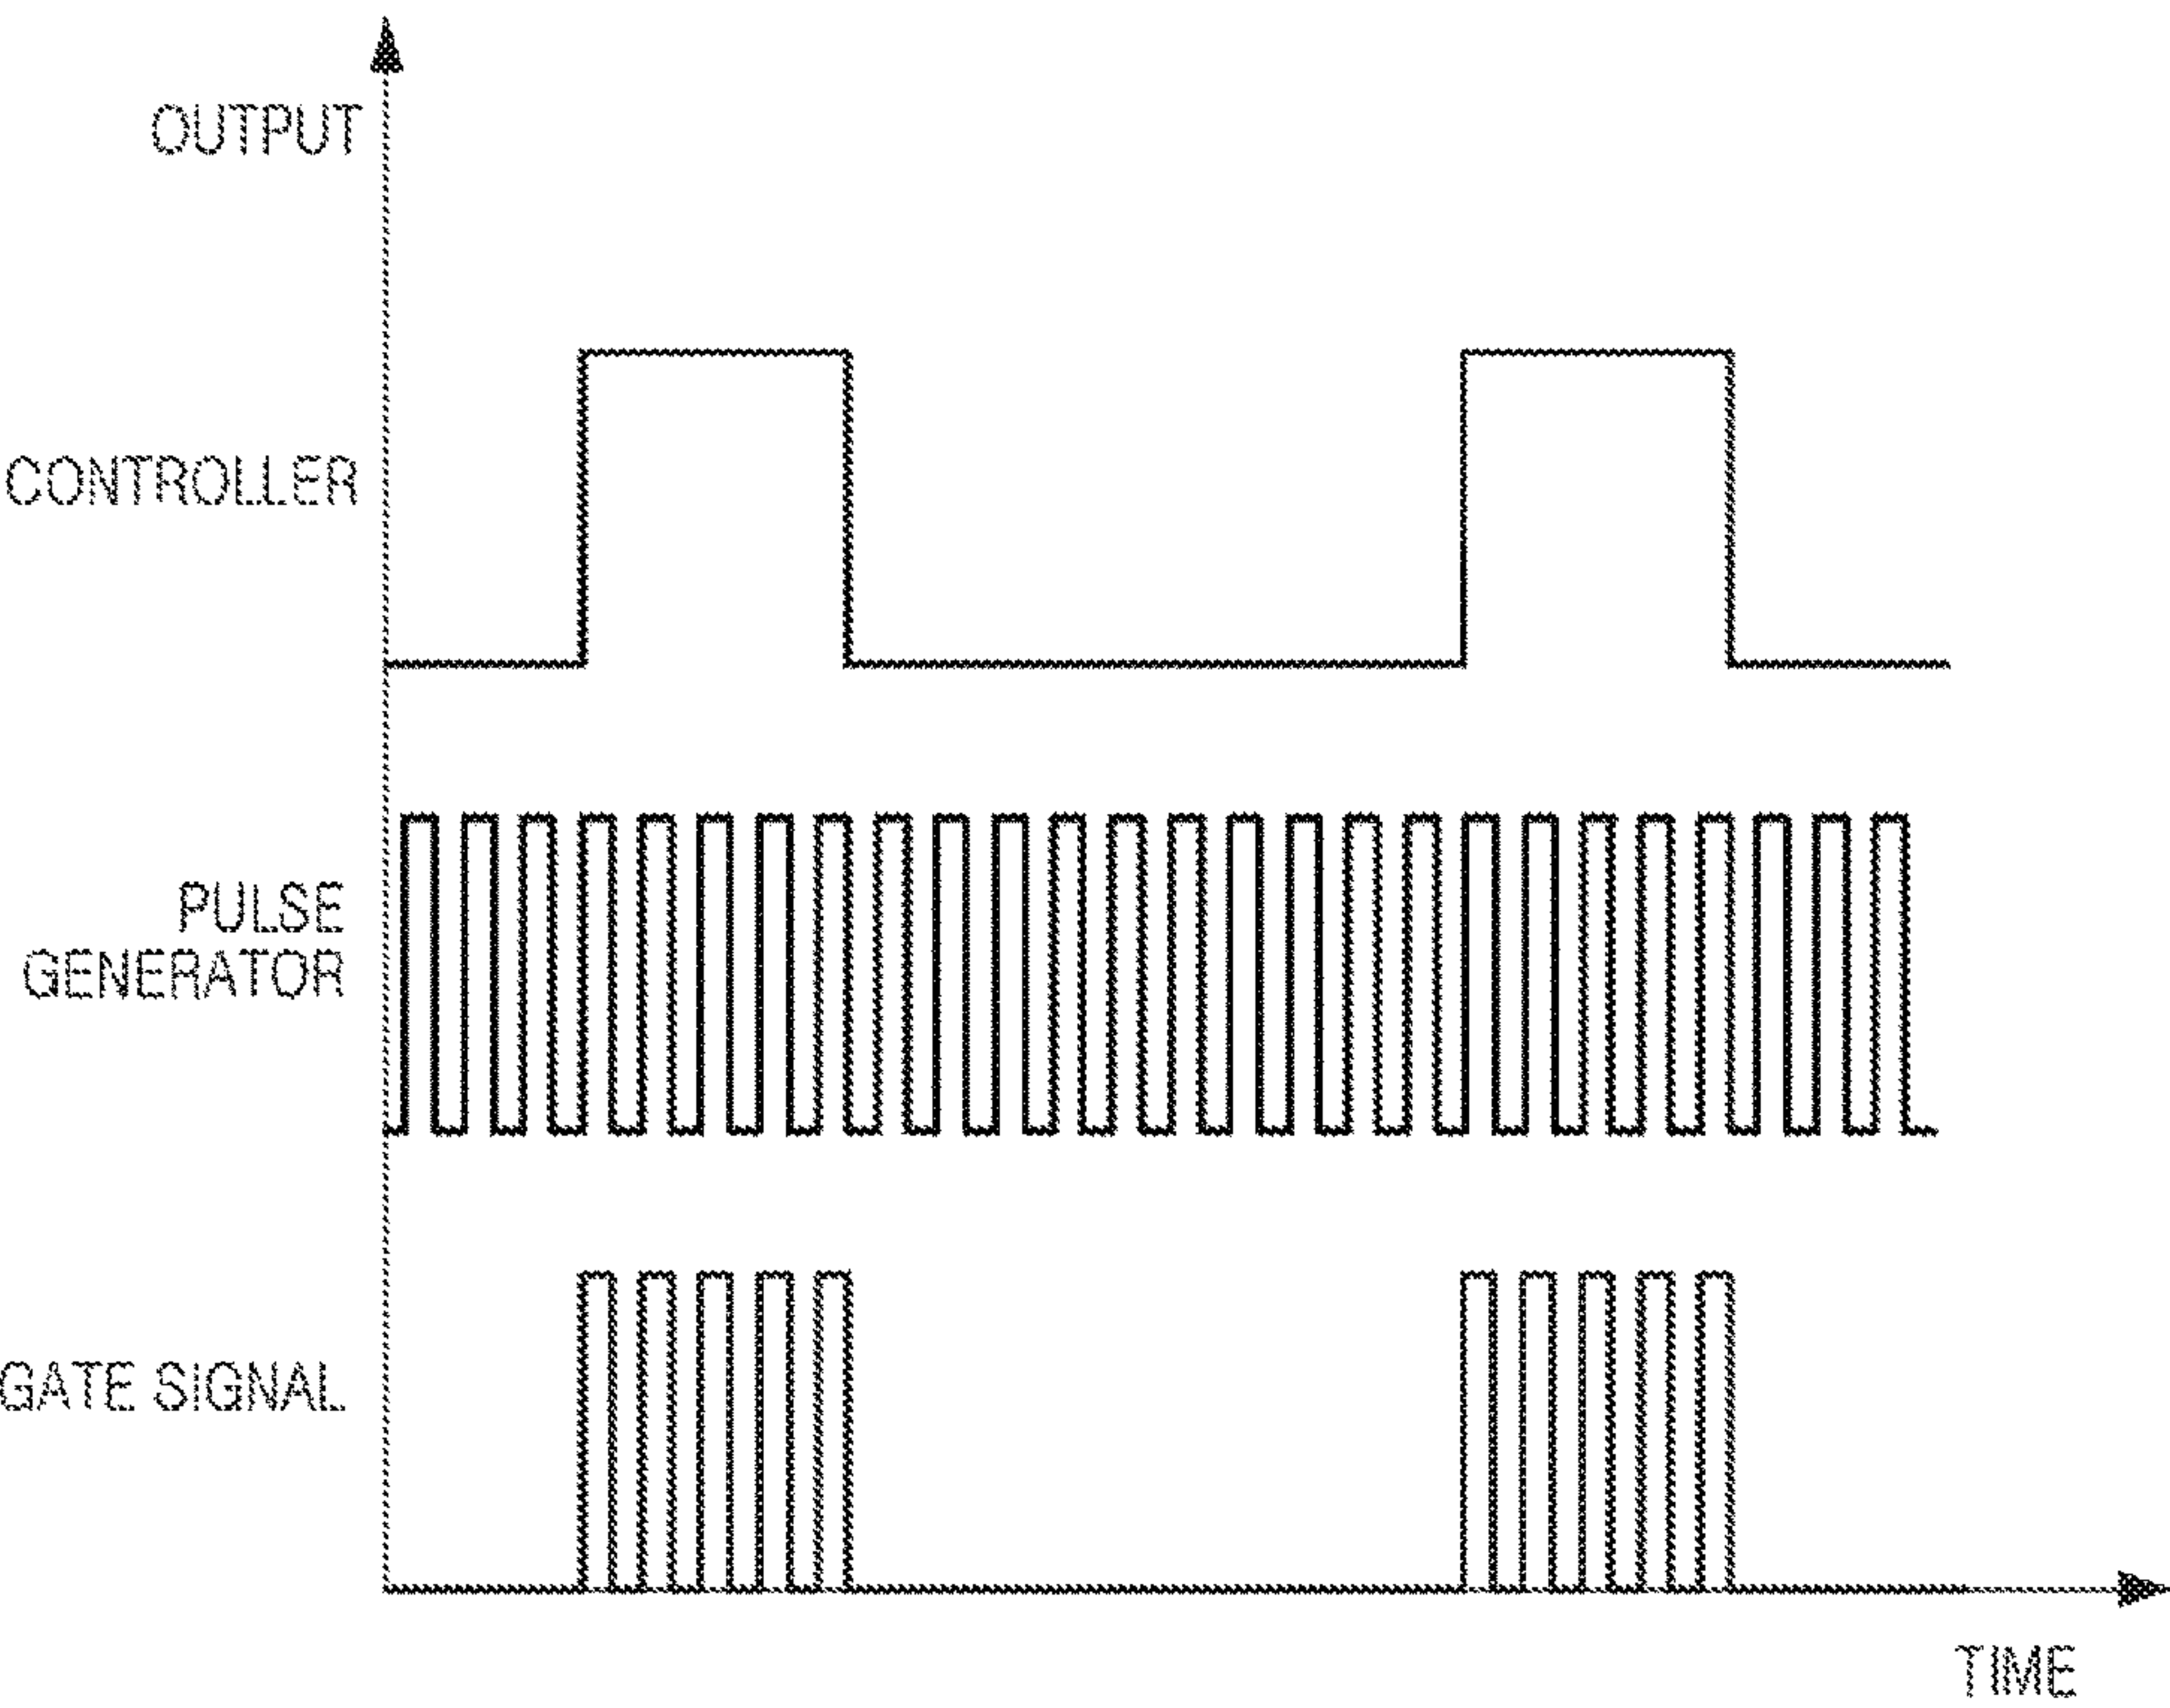 OUTPUT
CONTROLLER
PULSE
GENERATOR
GATE SIGNAL
TIME